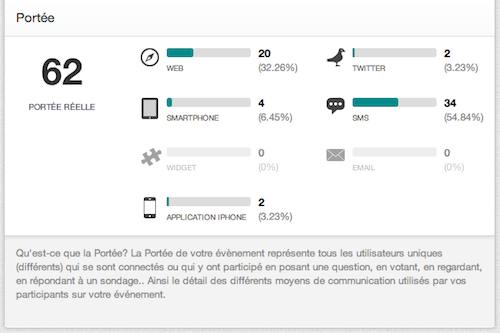 Portée
62
PORTÉE RÉELLE
WEB
20
(32.26%)
TWITTER
2
(3.23%)
SMARTPHONE
4
(6.45%)
SMS
34
(54.84%)
WIDGET
0
(0%)
EMAIL
0
(0%)
APPLICATION IPHONE
2
(3.23%)
Qu'est-ce que la Portée? La Portée de votre évènement représente tous les utilisateurs uniques
(différents) qui se sont connectés ou qui y ont participé en posant une question, en votant, en regardant,
en répondant à un sondage.. Ainsi le détail des différents moyens de communication utilisés par vos
participants sur votre événement.